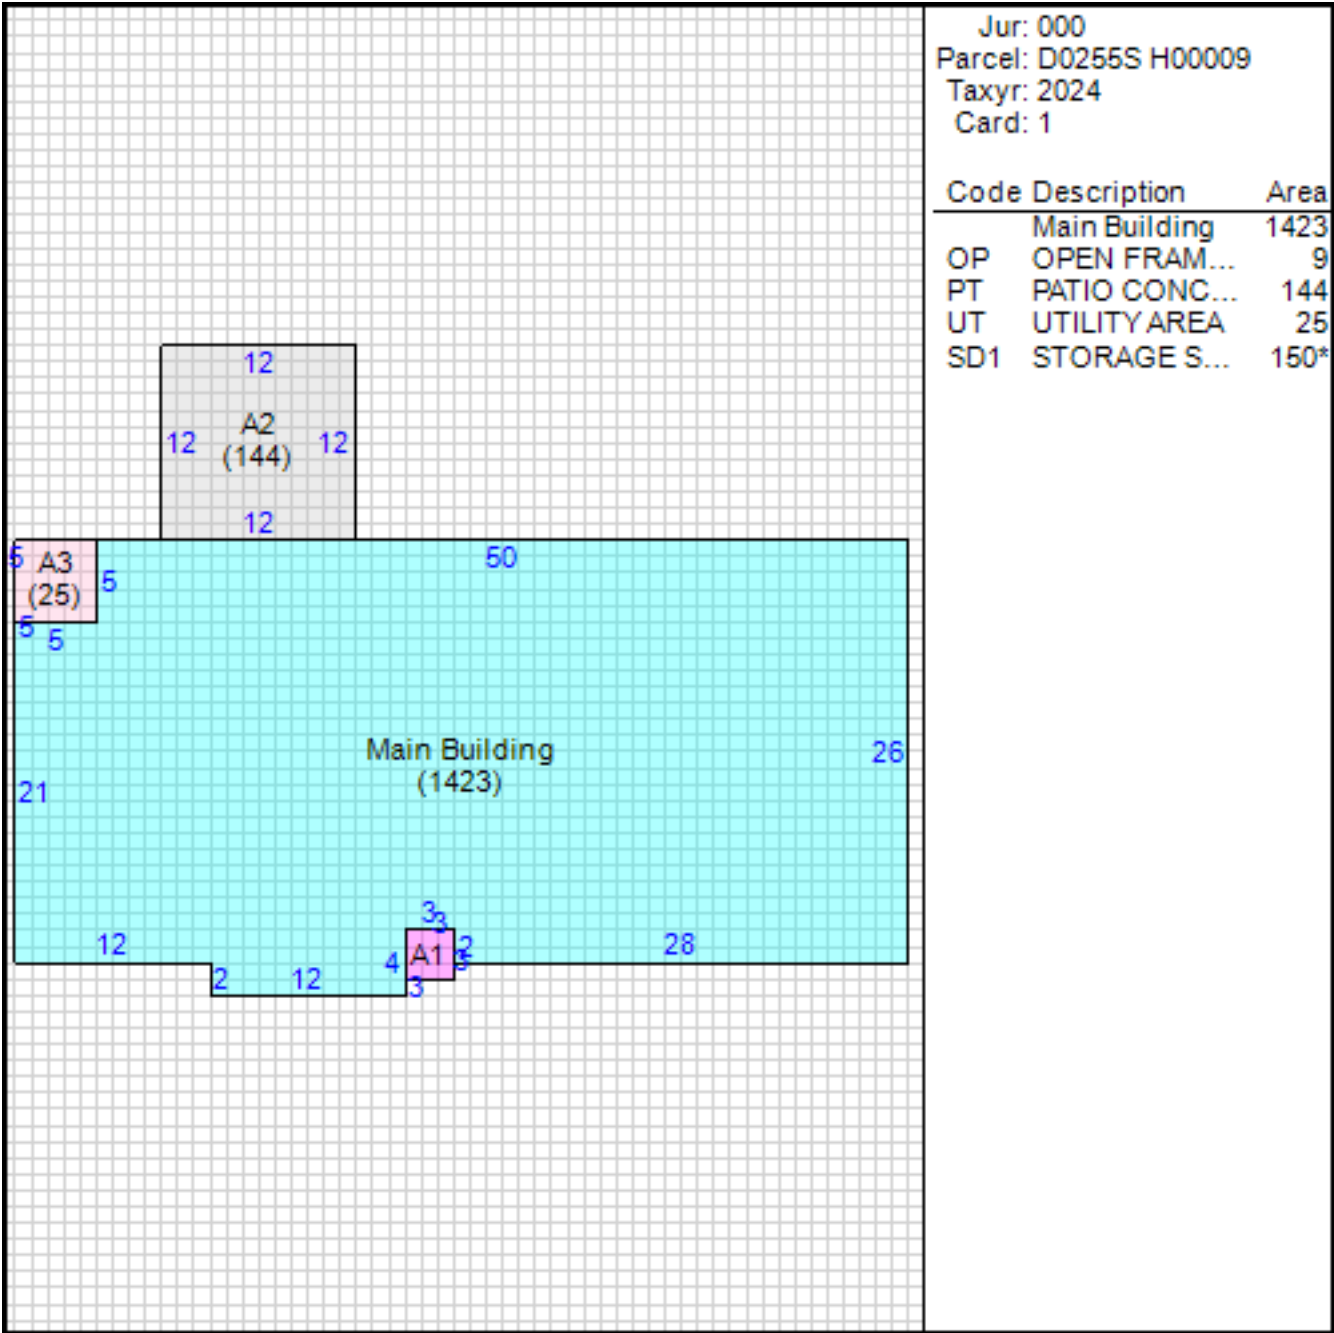 Jur: 000
Parcel: D0255S H00009
Taxyr: 2024
Card: 1
Code Description Area
Main Building 1423
OP OPEN FRAM... 9
PT PATIO CONC... 144
UT UTILITY AREA 25
SD1 STORAGE S... 150*
12
A2
12 12
(144)
12
5 A3 50
5
(25)
5
5
Main Building
26
(1423)
21
3
3
12 2 28
4 A1 3
2 12 3